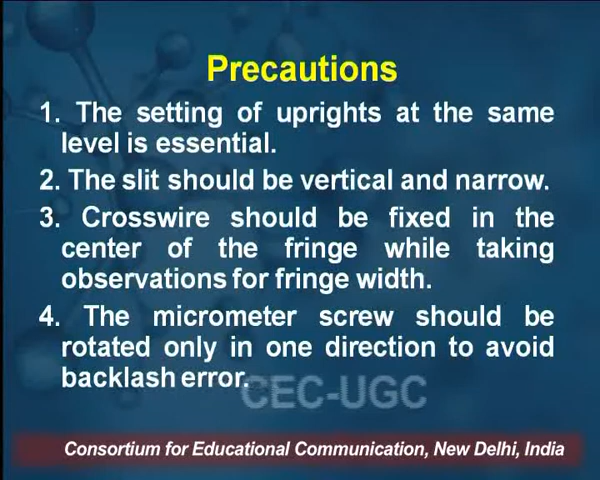 Precautions
1. The setting of uprights at the same
level is essential.
2. The slit should be vertical and narrow.
3. Crosswire should be fixed in the
center of the fringe while taking
observations for fringe width.
4. The micrometer screw should be
rotated only in one direction to avoid
backlash error.
CEC-UGC
Consortium for Educational Communication, New Delhi, India